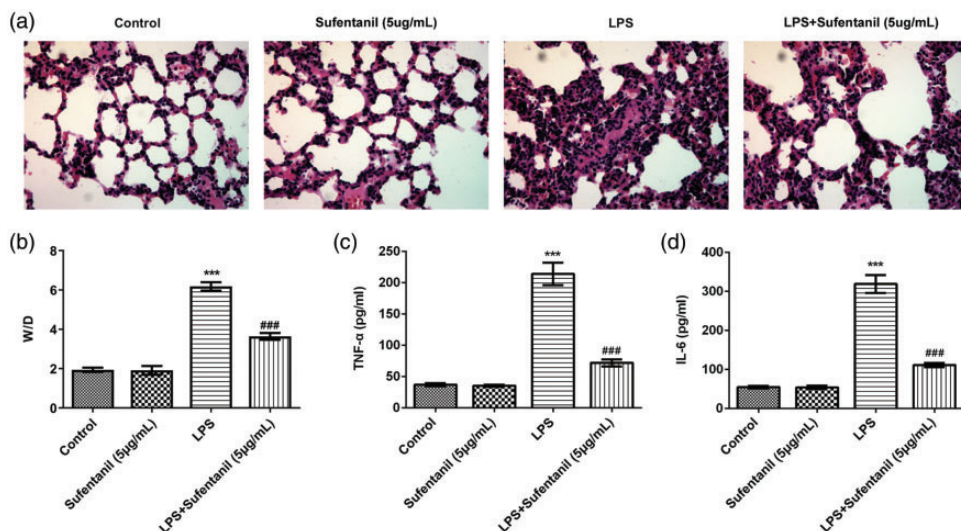 (a)
Control
Sufentanil (5ug/mL)
LPS
LPS+Sufentanil (5ug/mL)
(b)
W/D
6
4
2
0
***
###
Control
Sufentanil (5μg/mL)
LPS
LPS+Sufentanil (5μg/mL)
(c)
TNF-α (pg/ml)
250
200
150
100
50
0
***
###
Control
Sufentanil (5μg/mL)
LPS
LPS+Sufentanil (5μg/mL)
(d)
IL-6 (pg/ml)
400
300
200
100
0
***
###
Control
Sufentanil (5μg/mL)
LPS
LPS+Sufentanil (5μg/mL)